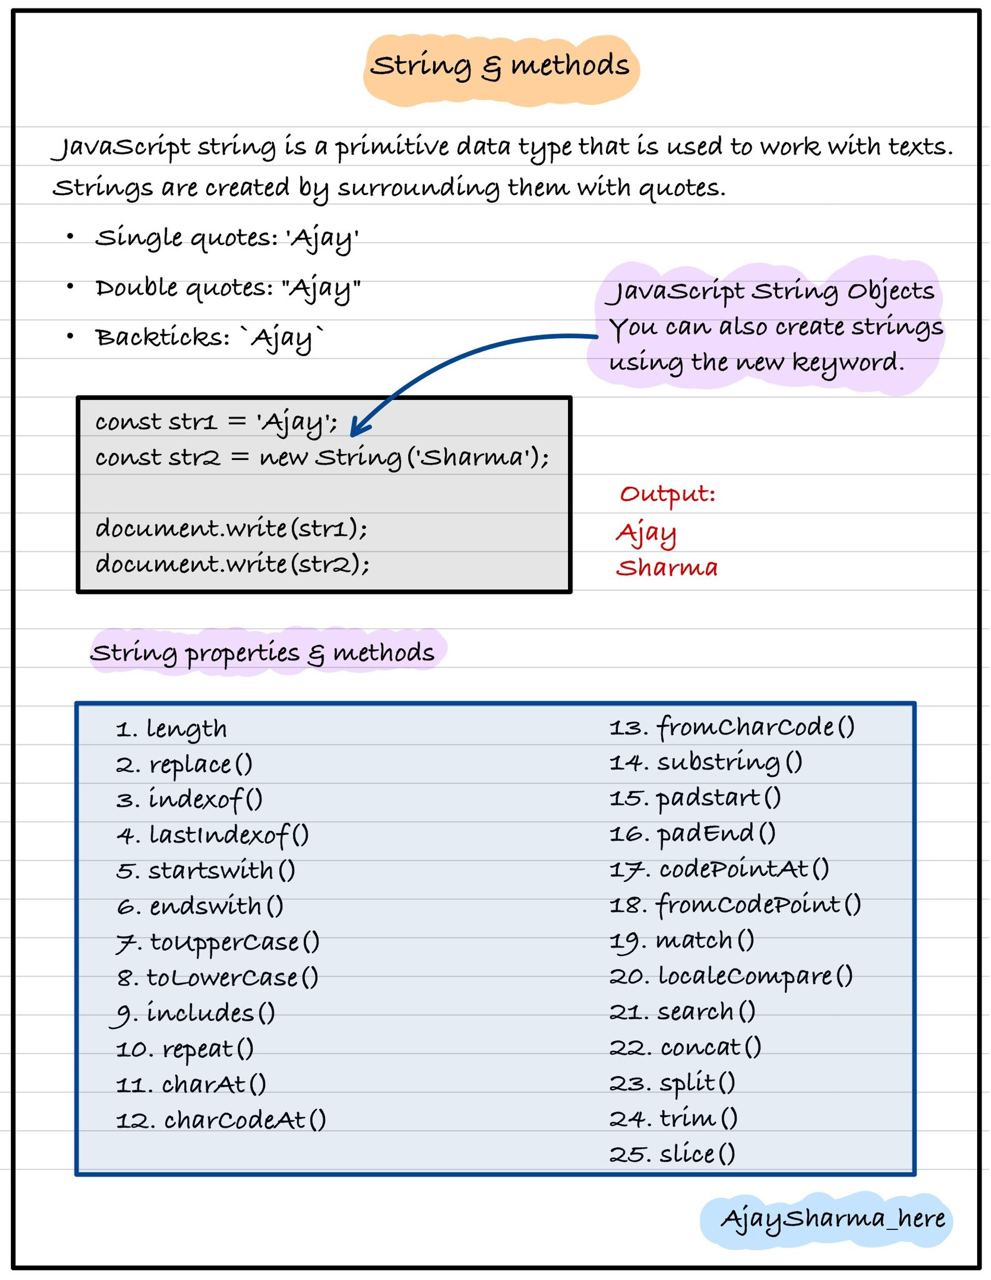 String & methods
JavaScript string is a primitive data type that is used to work with texts.
Strings are created by surrounding them with quotes.
• Single quotes: 'Ajay'
• Double quotes: "Ajay"
• Backticks: `Ajay`
JavaScript String Objects
You can also create strings
using the new keyword.
const str1 = 'Ajay';
const str2 = new String('Sharma');
document.write(str1);
document.write(str2);
Output:
Ajay
Sharma
String properties & methods
1. length
2. replace()
3. indexof()
4. lastIndexof()
5. startswith()
6. endswith()
7. toUpperCase()
8. toLowerCase()
9. includes()
10. repeat()
11. charAt()
12. charCodeAt()
13. fromCharCode()
14. substring()
15. padstart()
16. padEnd()
17. codePointAt()
18. fromCodePoint()
19. match()
20. localeCompare()
21. search()
22. concat()
23. split()
24. trim()
25. slice()
AjaySharma_here